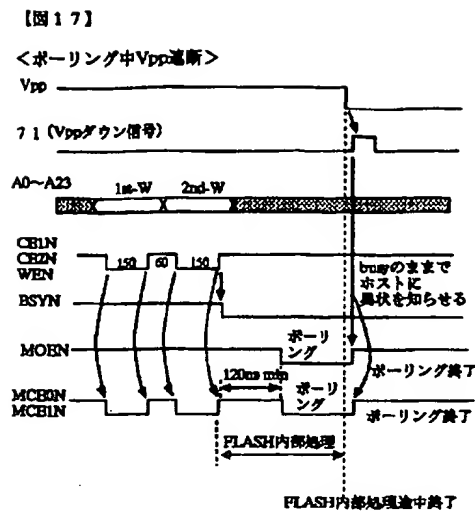 【図17】
<ポーリング中Vpp遮断>
Vpp
71(Vppダウン信号)
A0～A23
1st-W
2nd-W
CE1N
CE2N
WEN
150
60
150
busyのままで
ホストに
異状を知らせる
BSYN
MOEN
ポーリ
ング
ポーリング終了
120ns min
MCE0N
MCE1N
ポーリ
ング
ポーリング終了
FLASH内部処理
FLASH内部処理途中終了